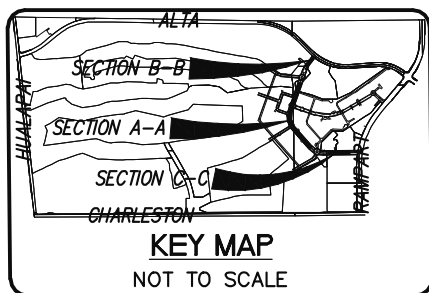 ALTA
SECTION B-B
HUALAPAI
SECTION A-A
SECTION C-C
RAMPART
CHARLESTON
KEY MAP
NOT TO SCALE